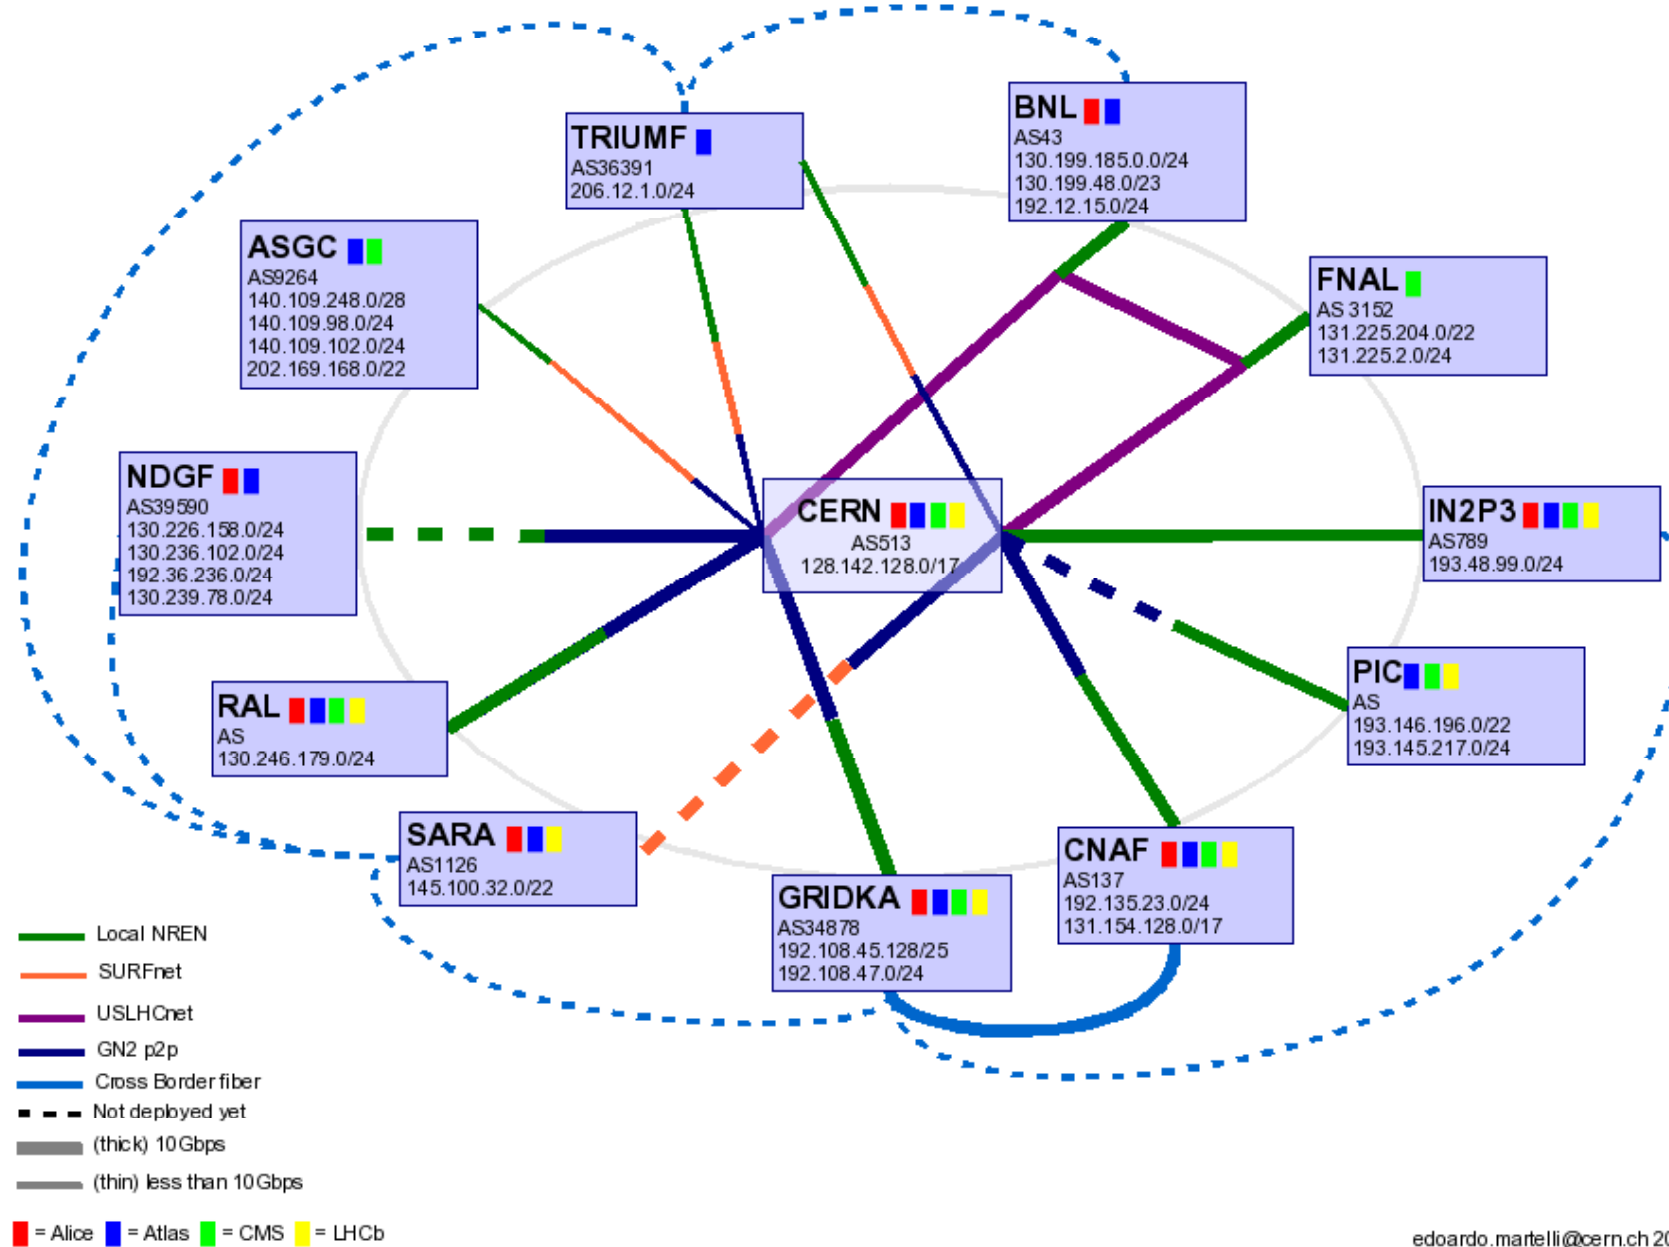 TRIUMF
AS36391
206.12.1.0/24
BNL
AS43
130.199.185.0.0/24
130.199.48.0/23
192.12.15.0/24
ASGC
AS9264
140.109.248.0/28
140.109.98.0/24
140.109.102.0/24
202.169.168.0/22
FNAL
AS 3152
131.225.204.0/22
131.225.2.0/24
NDGF
AS39590
130.226.158.0/24
130.236.102.0/24
192.36.236.0/24
130.239.78.0/24
CERN
AS513
128.142.128.0/17
IN2P3
AS789
193.48.99.0/24
RAL
AS
130.246.179.0/24
PIC
AS
193.146.196.0/22
193.145.217.0/24
SARA
AS1126
145.100.32.0/22
GRIDKA
AS34878
192.108.45.128/25
192.108.47.0/24
CNAF
AS137
192.135.23.0/24
131.154.128.0/17
Local NREN
SURFnet
USLHCnet
GN2 p2p
Cross Border fiber
Not deployed yet
(thick) 10Gbps
(thin) less than 10Gbps
= Alice = Atlas = CMS = LHCb
edoardo.martelli@cern.ch